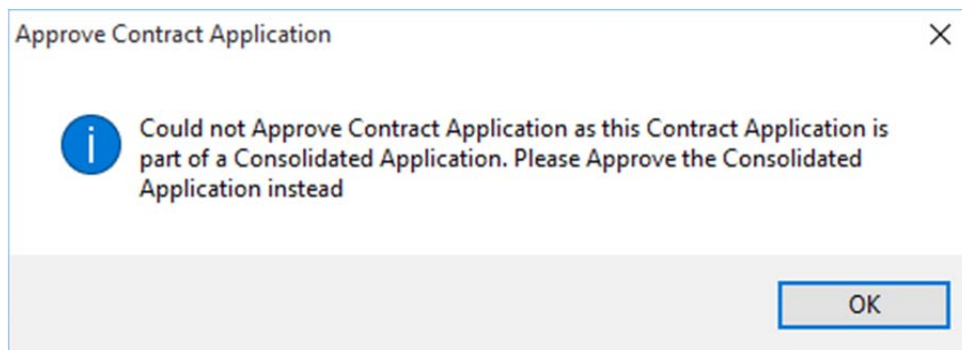 Approve Contract Application
Could not Approve Contract Application as this Contract Application is
part of a Consolidated Application. Please Approve the Consolidated
Application instead
OK